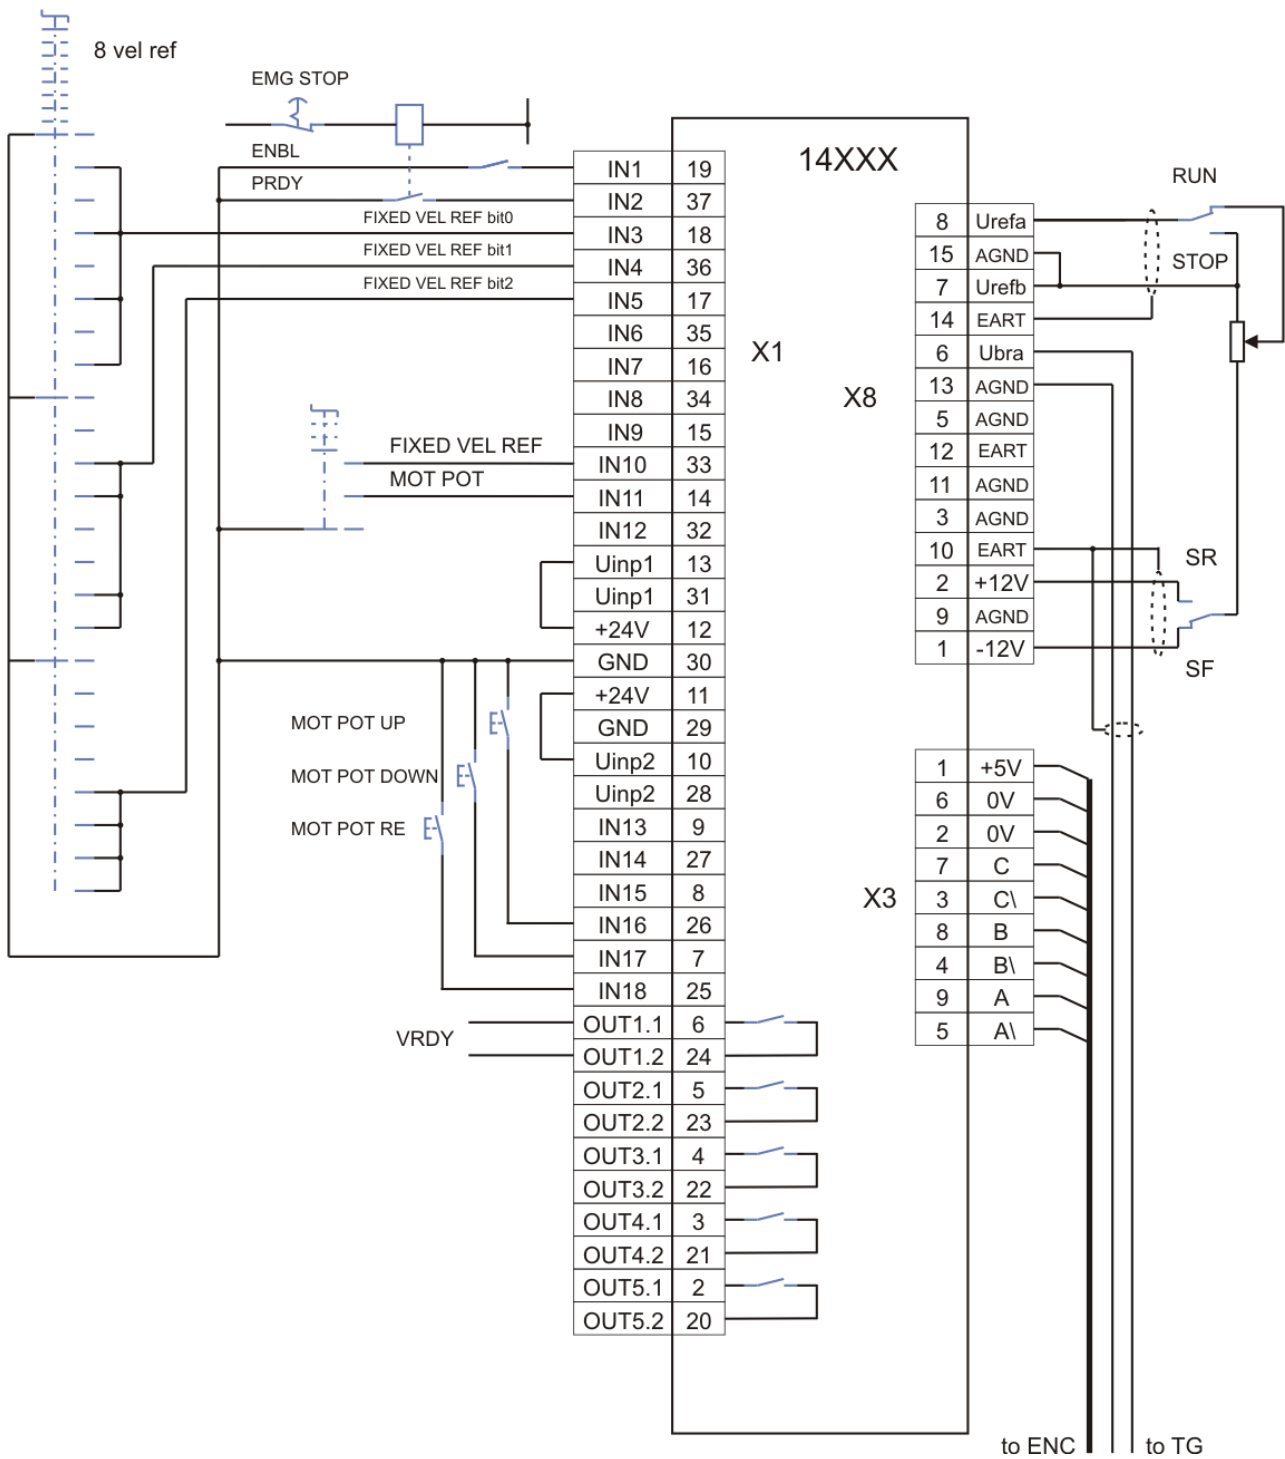 8 vel ref
EMG STOP
ENBL
PRDY
FIXED VEL REF bit0
FIXED VEL REF bit1
FIXED VEL REF bit2
FIXED VEL REF
MOT POT
MOT POT UP
MOT POT DOWN
MOT POT RE
VRDY
IN1 19
IN2 37
IN3 18
IN4 36
IN5 17
IN6 35
IN7 16
IN8 34
IN9 15
IN10 33
IN11 14
IN12 32
Uinp1 13
Uinp1 31
+24V 12
GND 30
+24V 11
GND 29
Uinp2 10
Uinp2 28
IN13 9
IN14 27
IN15 8
IN16 26
IN17 7
IN18 25
OUT1.1 6
OUT1.2 24
OUT2.1 5
OUT2.2 23
OUT3.1 4
OUT3.2 22
OUT4.1 3
OUT4.2 21
OUT5.1 2
OUT5.2 20
14XXX
X1
X8
X3
8 Urefa
15 AGND
7 Urefb
14 EART
6 Ubra
13 AGND
5 AGND
12 EART
11 AGND
3 AGND
10 EART
2 +12V
9 AGND
1 -12V
1 +5V
6 0V
2 0V
7 C
3 C\
8 B
4 B\
9 A
5 A\
RUN
STOP
SR
SF
to ENC
to TG